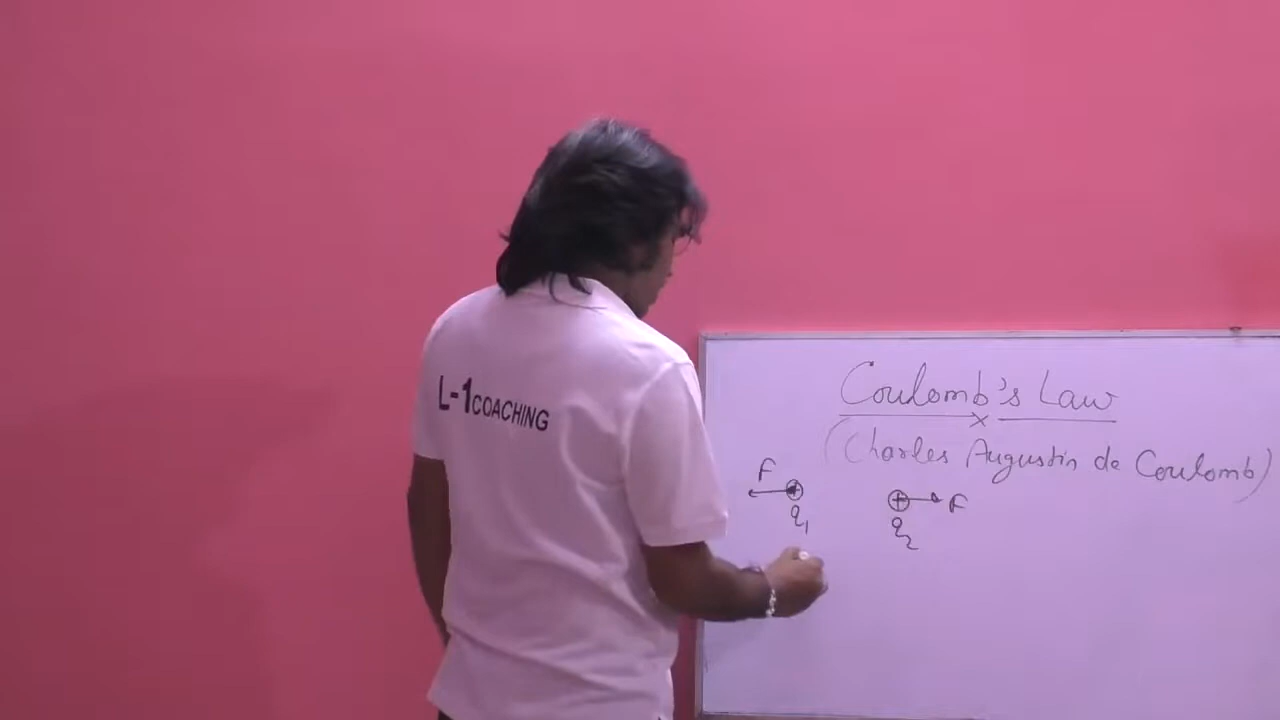 L-1COACHING
Coulomb's Law
(Charles Augustin de Coulomb)
F
F
q1
q2